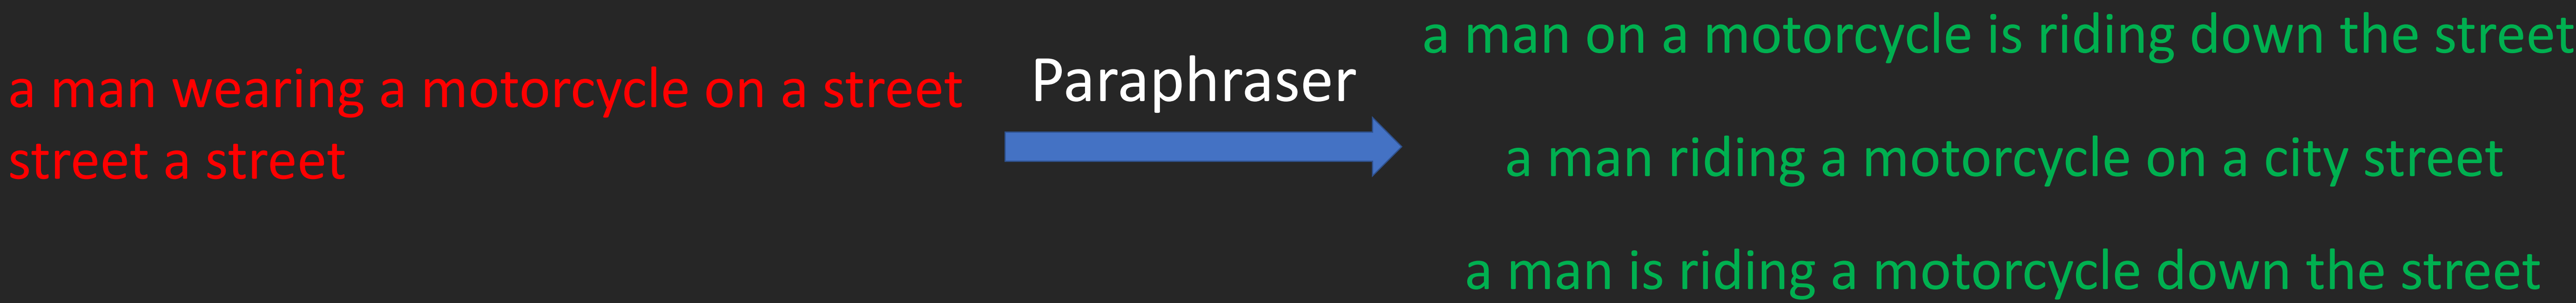 a man wearing a motorcycle on a street
street a street
Paraphraser
a man on a motorcycle is riding down the street
a man riding a motorcycle on a city street
a man is riding a motorcycle down the street